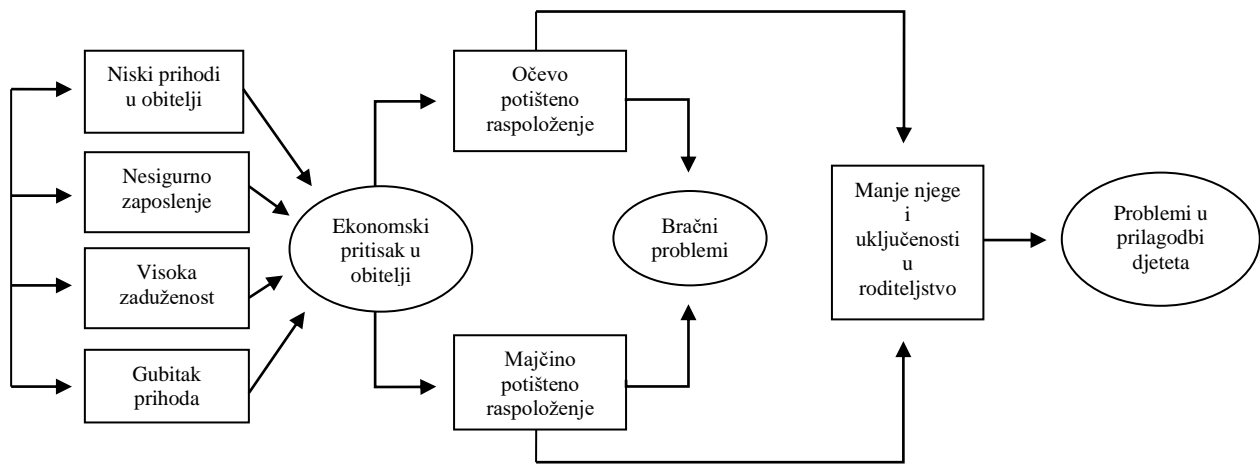 Niski prihodi
u obitelji
Nesigurno
zaposlenje
Visoka
zaduženost
Gubitak
prihoda
Ekonomski
pritisak u
obitelji
Očevo
potišteno
raspoloženje
Majčino
potišteno
raspoloženje
Bračni
problemi
Manje njege
i
uključenosti
u
roditeljstvo
Problemi u
prilagodbi
djeteta